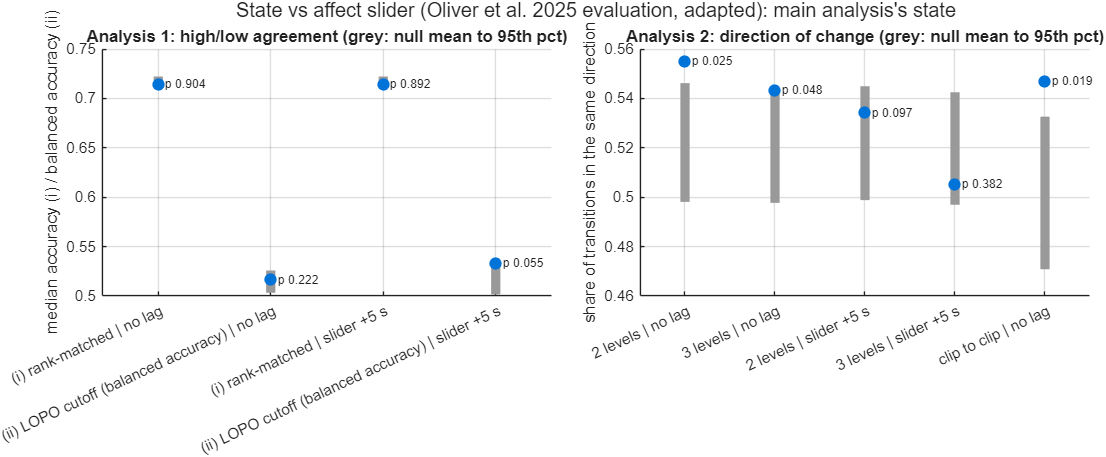 State vs affect slider (Oliver et al. 2025 evaluation, adapted): main analysis's state
Analysis 1: high/low agreement (grey: null mean to 95th pct)
median accuracy (i) / balanced accuracy (ii)
0.75
0.7
0.65
0.6
0.55
0.5
p 0.904
p 0.222
p 0.892
p 0.055
(i) rank-matched | no lag
(ii) LOPO cutoff (balanced accuracy) | no lag
(i) rank-matched | slider +5 s
(ii) LOPO cutoff (balanced accuracy) | slider +5 s
Analysis 2: direction of change (grey: null mean to 95th pct)
share of transitions in the same direction
0.56
0.54
0.52
0.5
0.48
0.46
p 0.025
p 0.048
p 0.097
p 0.382
p 0.019
2 levels | no lag
3 levels | no lag
2 levels | slider +5 s
3 levels | slider +5 s
clip to clip | no lag